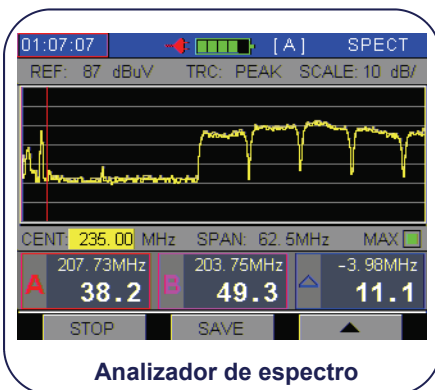 01:07:07 [A] SPECT
REF: 87 dBuV TRC: PEAK SCALE: 10 dB/
CENT: 235.00 MHz SPAN: 62.5MHz MAX
A 207.73MHz B 203.75MHz △ -3.98MHz
38.2 49.3 11.1
STOP SAVE ▲
Analizador de espectro